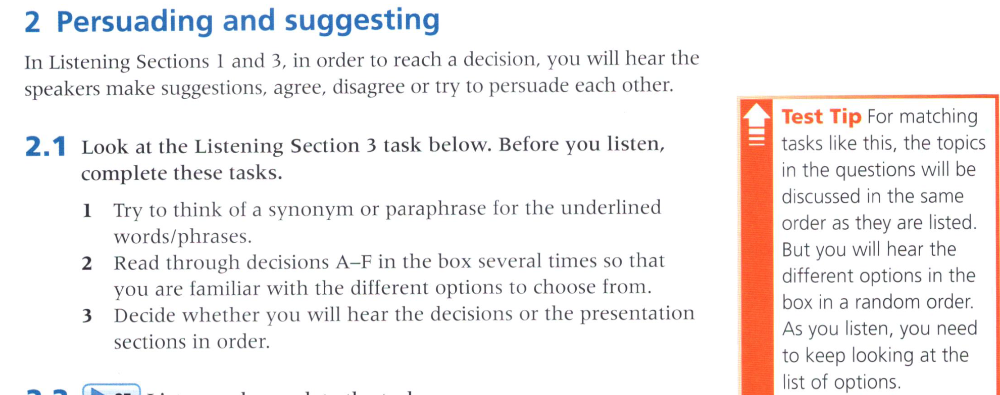 2 Persuading and suggesting
In Listening Sections 1 and 3, in order to reach a decision, you will hear the
speakers make suggestions, agree, disagree or try to persuade each other.
2.1 Look at the Listening Section 3 task below. Before you listen,
complete these tasks.
1 Try to think of a synonym or paraphrase for the underlined
words/phrases.
2 Read through decisions A–F in the box several times so that
you are familiar with the different options to choose from.
3 Decide whether you will hear the decisions or the presentation
sections in order.
Test Tip For matching
tasks like this, the topics
in the questions will be
discussed in the same
order as they are listed.
But you will hear the
different options in the
box in a random order.
As you listen, you need
to keep looking at the
list of options.